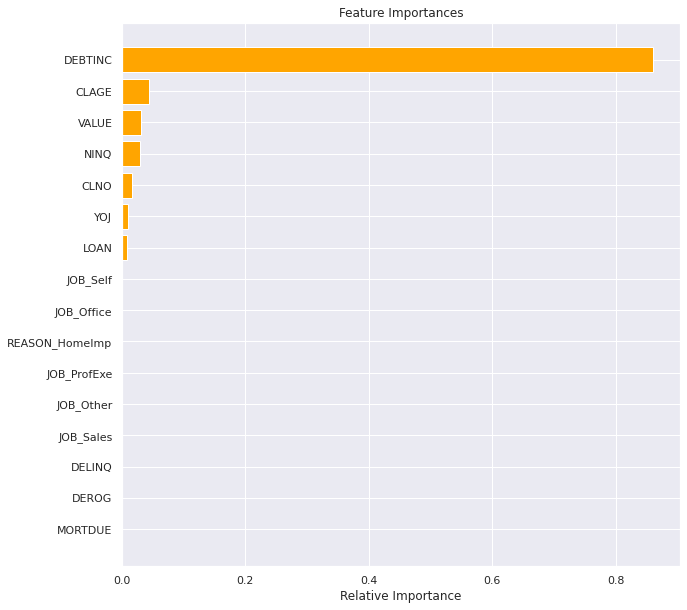 Feature Importances
DEBTINC
CLAGE
VALUE
NINQ
CLNO
YOJ
LOAN
JOB_Self
JOB_Office
REASON_HomeImp
JOB_ProfExe
JOB_Other
JOB_Sales
DELINQ
DEROG
MORTDUE
0.0 0.2 0.4 0.6 0.8
Relative Importance